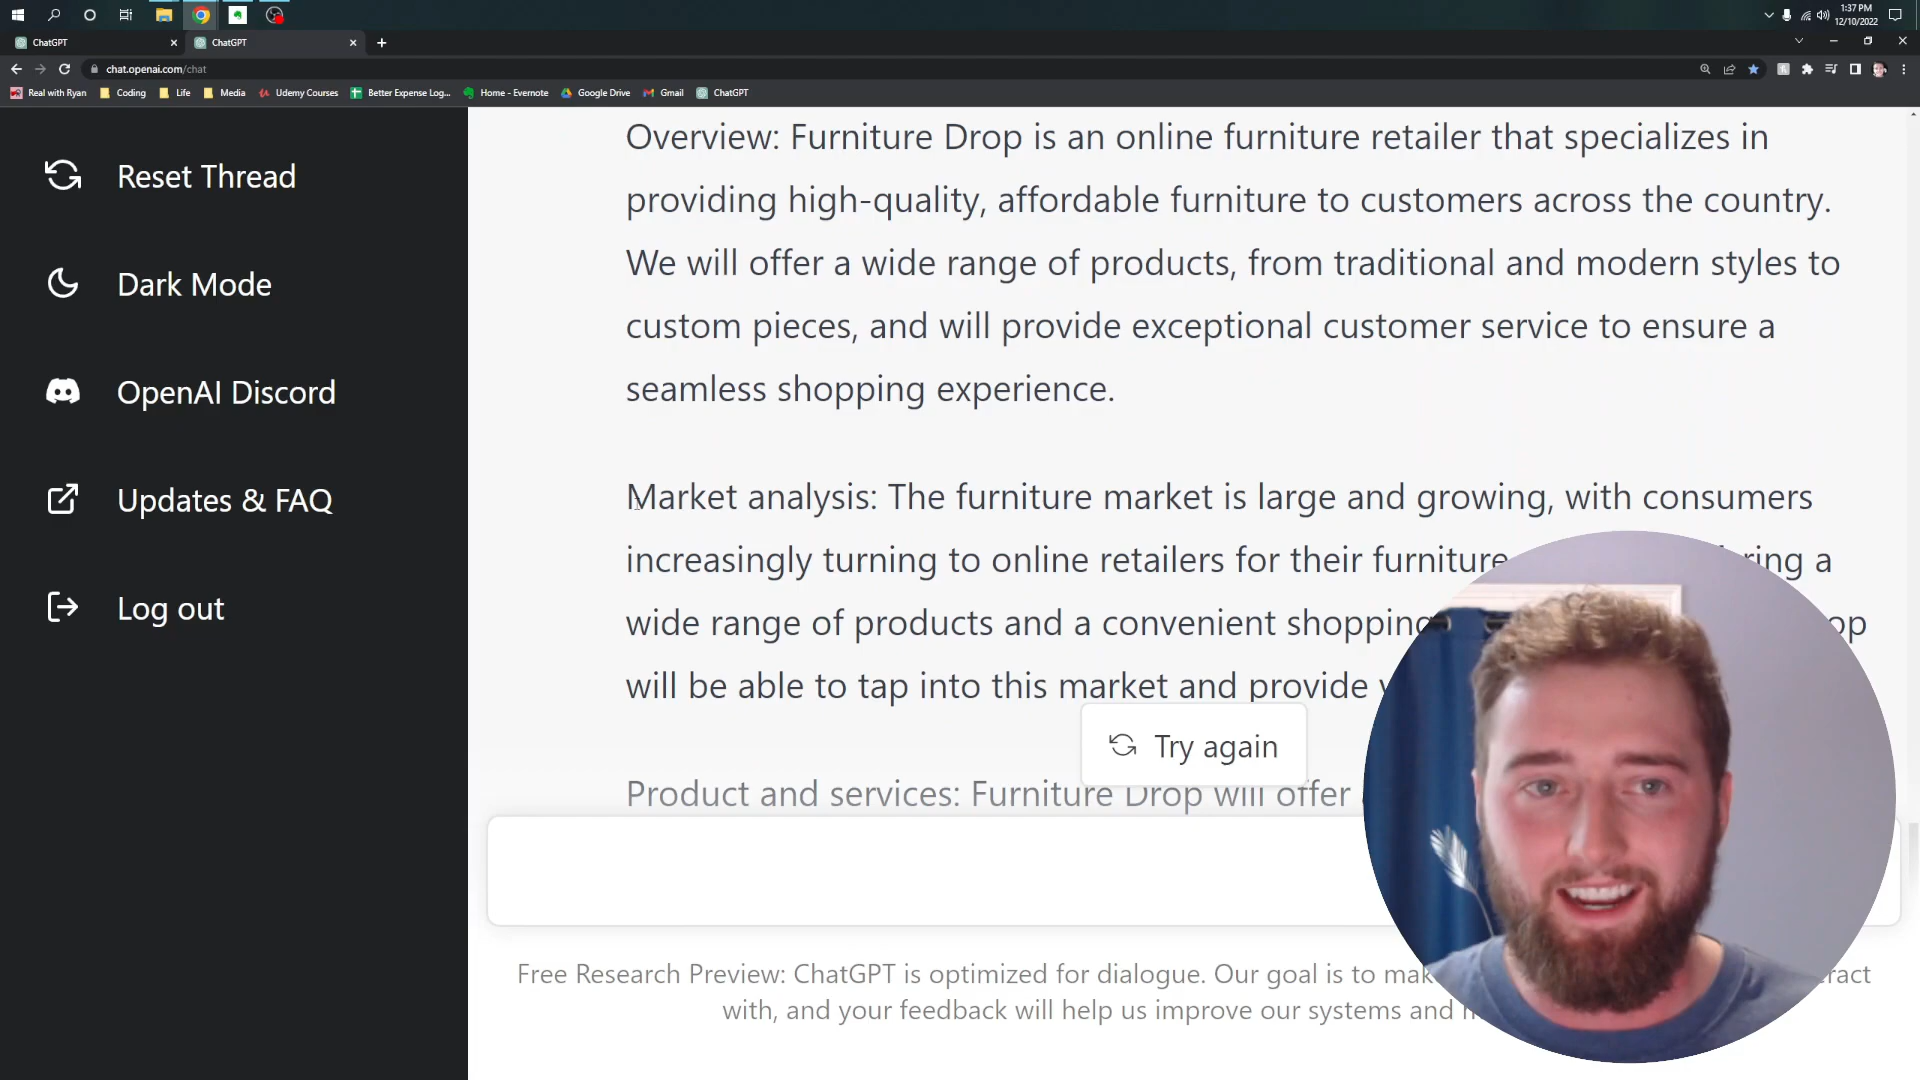 1:37 PM
12/10/2022
ChatGPT
ChatGPT
chat.openai.com/chat
Real with Ryan
Coding
Life
Media
Udemy Courses
Better Expense Log...
Home - Evernote
Google Drive
Gmail
ChatGPT
Reset Thread
Dark Mode
OpenAI Discord
Updates & FAQ
Log out
Overview: Furniture Drop is an online furniture retailer that specializes in
providing high-quality, affordable furniture to customers across the country.
We will offer a wide range of products, from traditional and modern styles to
custom pieces, and will provide exceptional customer service to ensure a
seamless shopping experience.
Market analysis: The furniture market is large and growing, with consumers
increasingly turning to online retailers for their furniture a
wide range of products and a convenient shopping
will be able to tap into this market and provide
Try again
Product and services: Furniture Drop will offer
Free Research Preview: ChatGPT is optimized for dialogue. Our goal is to
with, and your feedback will help us improve our systems and